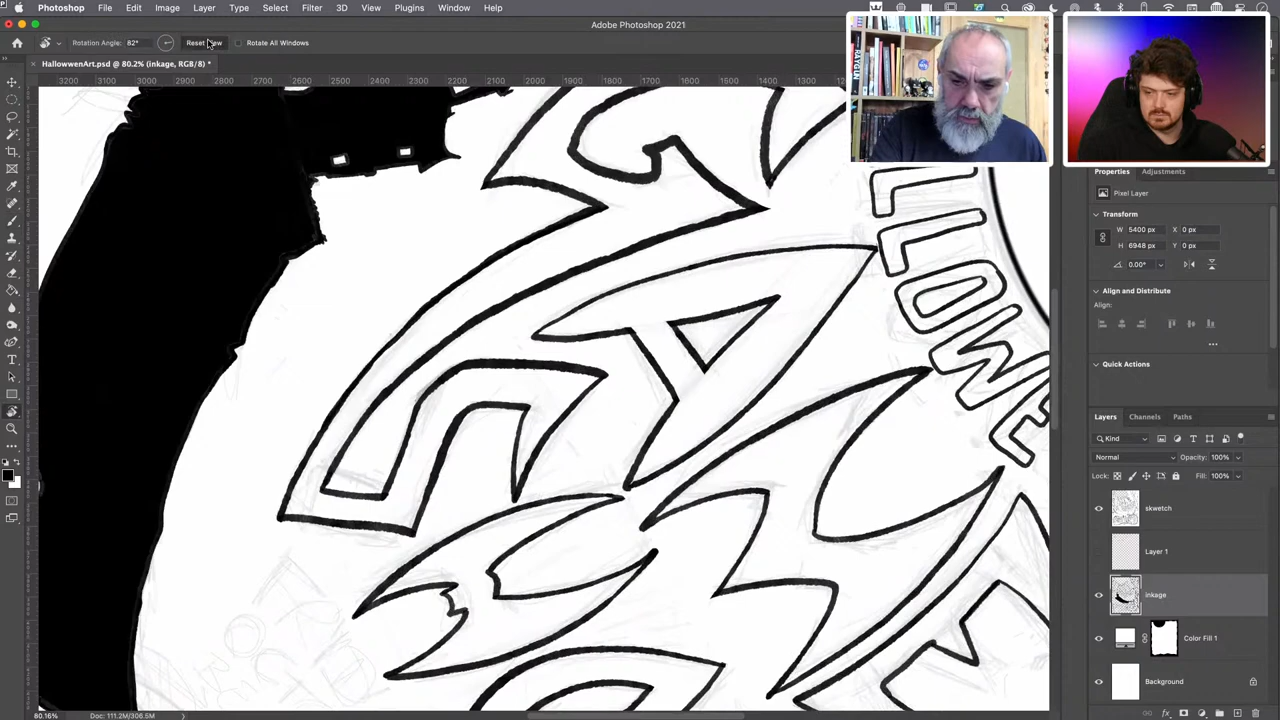 Photoshop File Edit Image Layer Type Select Filter 3D View Plugins Window Help
Adobe Photoshop 2021
Rotation Angle: 82° Reset View Rotate All Windows
HallowwenArt.psd @ 80.2% (inkage, RGB/8) *
3200 3100 3000 2900 2800 2700 2600 2500 2400 2300 2200 2100 2000 1900 1800 1700 1600 1500 1400 1300
LLOWE
Properties Adjustments
Pixel Layer
Transform
W 5400 px X 0 px
H 6948 px Y 0 px
0.00°
Align and Distribute
Align:
Quick Actions
Layers Channels Paths
Kind
Normal Opacity: 100%
Lock: Fill: 100%
skwetch
Layer 1
inkage
Color Fill 1
Background
80.16% Doc: 111.2M/306.5M